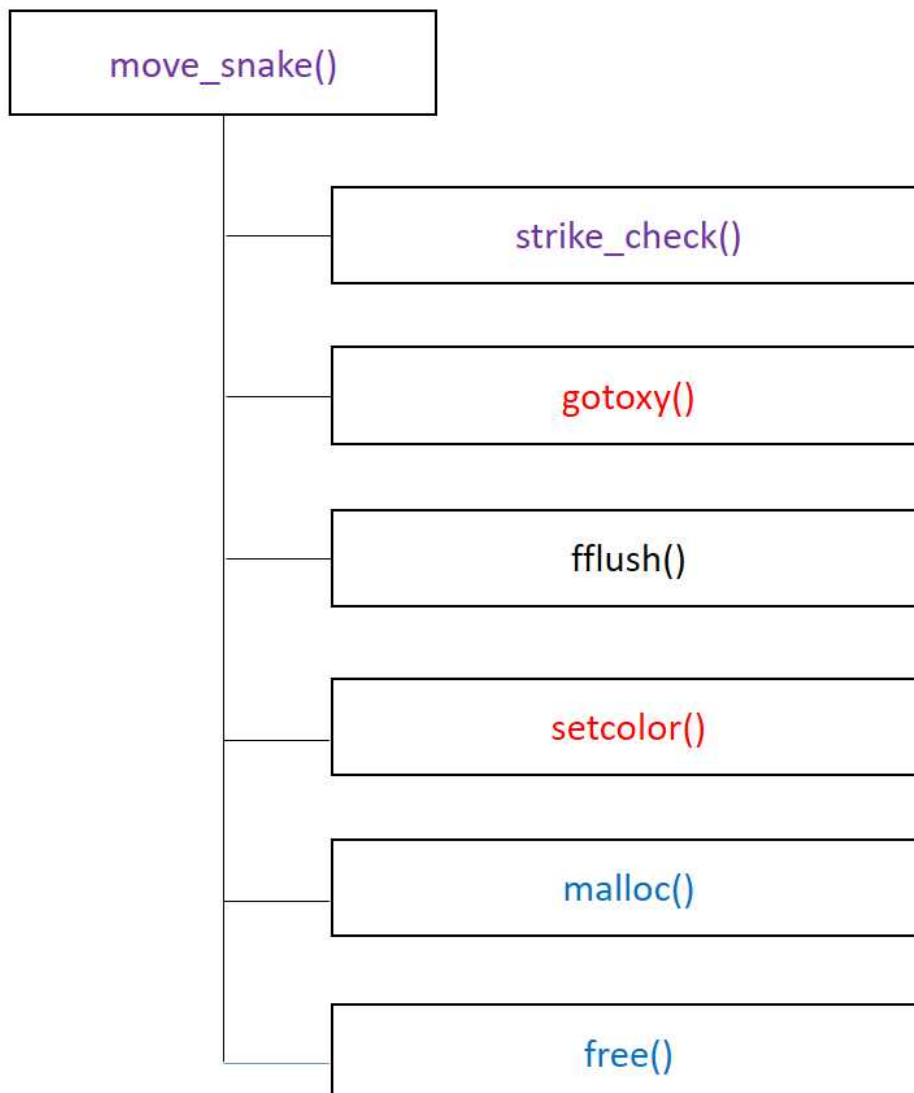 move_snake()
strike_check()
gotoxy()
fflush()
setcolor()
malloc()
free()